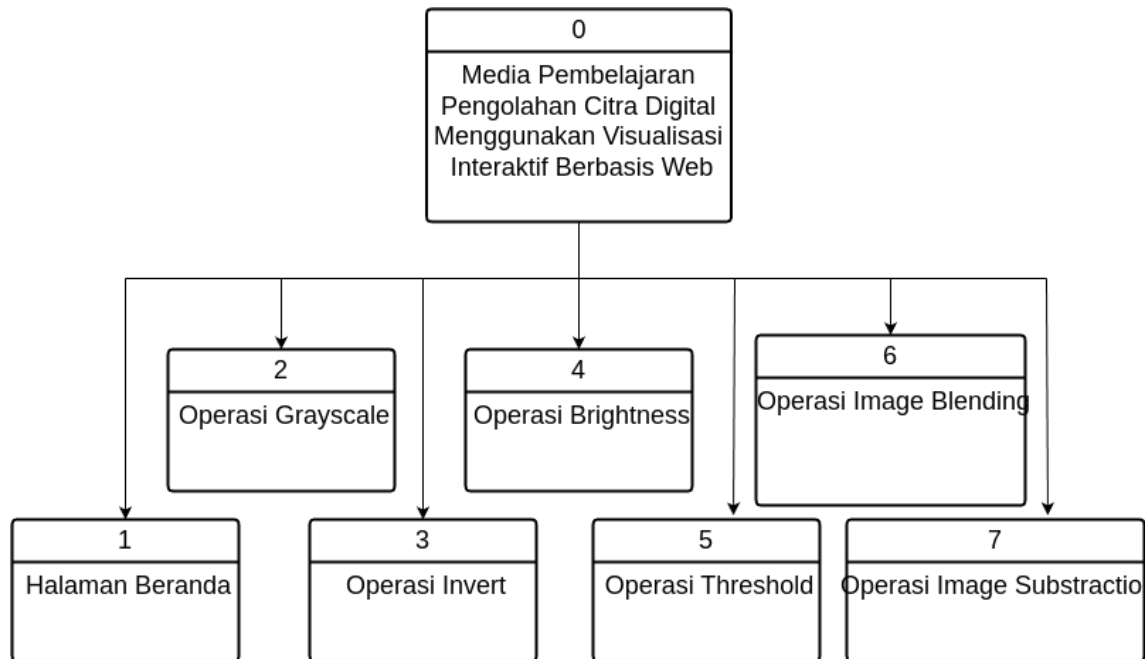 0
Media Pembelajaran
Pengolahan Citra Digital
Menggunakan Visualisasi
Interaktif Berbasis Web
2
Operasi Grayscale
4
Operasi Brightness
6
Operasi Image Blending
1
Halaman Beranda
3
Operasi Invert
5
Operasi Threshold
7
Operasi Image Substractio